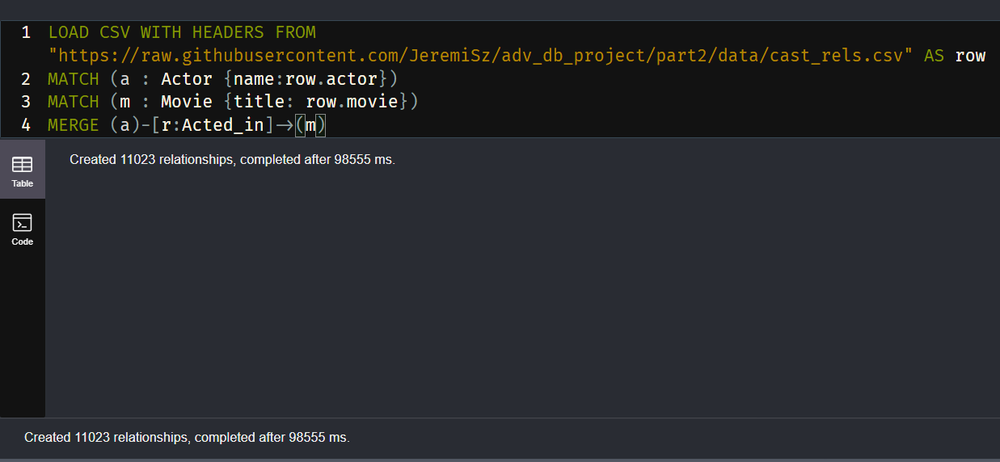 1 LOAD CSV WITH HEADERS FROM
"https://raw.githubusercontent.com/JeremiSz/adv_db_project/part2/data/cast_rels.csv" AS row
2 MATCH (a : Actor {name:row.actor})
3 MATCH (m : Movie {title: row.movie})
4 MERGE (a)-[r:Acted_in]->(m)
Table
Created 11023 relationships, completed after 98555 ms.
Code
Created 11023 relationships, completed after 98555 ms.